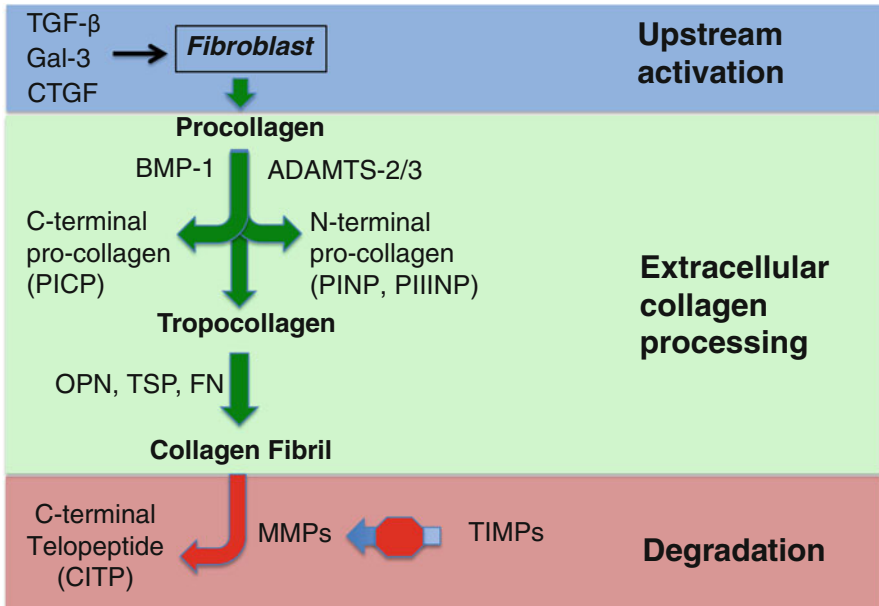 TGF-β
Gal-3
CTGF
Fibroblast
Upstream
activation
Procollagen
BMP-1
ADAMTS-2/3
C-terminal
pro-collagen
(PICP)
N-terminal
pro-collagen
(PINP, PIIINP)
Extracellular
collagen
processing
Tropocollagen
OPN, TSP, FN
Collagen Fibril
C-terminal
Telopeptide
(CITP)
MMPs
TIMPs
Degradation